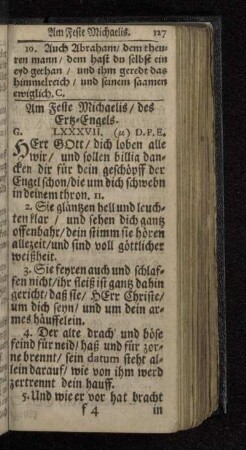 Am Feste Michaelis. 127
10. Auch Abraham/ dem theu-
ren mann/ dem hast du selbst ein
eyd gethan/ und ihm geredt das
himmelreich/ und seinem saamen
ewiglich. C.
Am Feste Michaelis/ des
Ertz-Engels.
G. LXXXVII. (μ) D. P. E.
HErr GOtt/ dich loben alle
wir/ und sollen billig dan-
cken dir für dein geschöpff der
Engel schon/ die um dich schwebn
in deinem thron. 11.
2. Sie gläntzen hell und leuch-
ten klar/ und sehen dich gantz
offenbahr/ dein stimm sie hören
allezeit/ und sind voll göttlicher
weißheit.
3. Sie feyren auch und schlaf-
fen nicht/ ihr fleiß ist gantz dahin
gericht/ daß sie/ HErr Christe/
um dich seyn/ und um dein ar-
mes häuffelein.
4. Der alte drach und böse
feind für neid/ haß und für zor-
ne brennt/ sein datum steht al-
lein darauf/ wie von ihm werd
zertrennt dein hauff.
5. Und wie er vor hat bracht
f 4 in